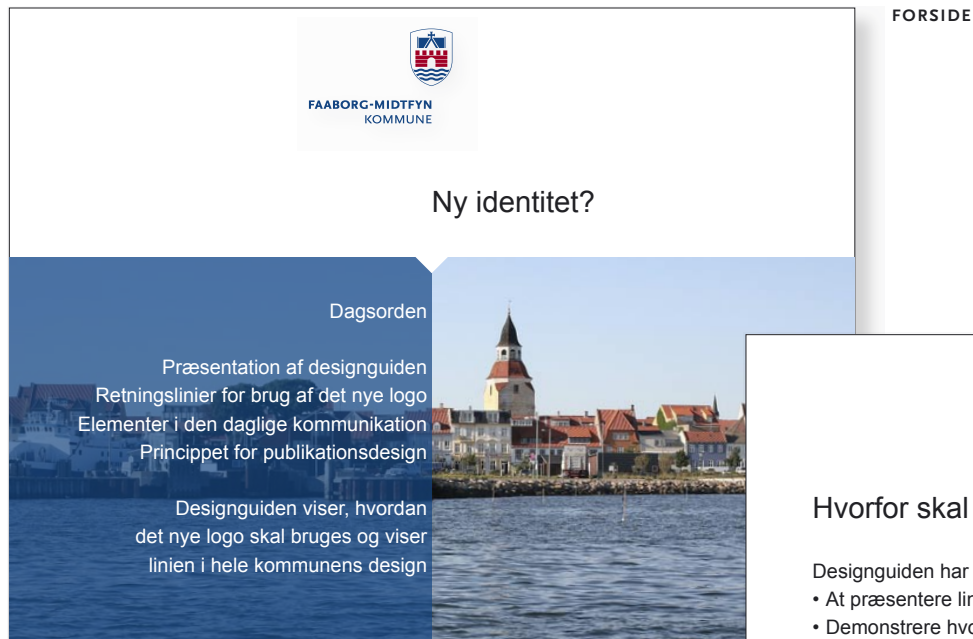 FORSIDE
FAABORG-MIDTFYN
KOMMUNE
Ny identitet?
Dagsorden
Præsentation af designguiden
Retningslinier for brug af det nye logo
Elementer i den daglige kommunikation
Princippet for publikationsdesign
Designguiden viser, hvordan
det nye logo skal bruges og viser
linien i hele kommunens design
Hvorfor skal
Designguiden har
• At præsentere
• Demonstrere